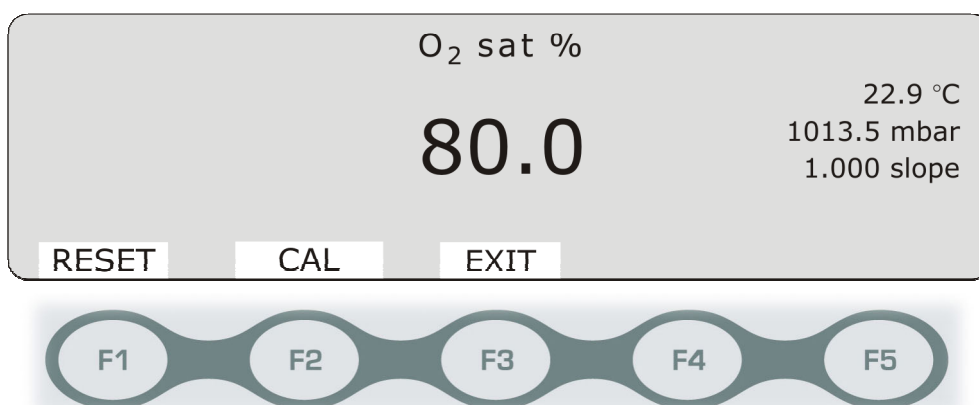 O₂ sat %
22.9 °C
80.0
1013.5 mbar
1.000 slope
RESET CAL EXIT
F1 F2 F3 F4 F5